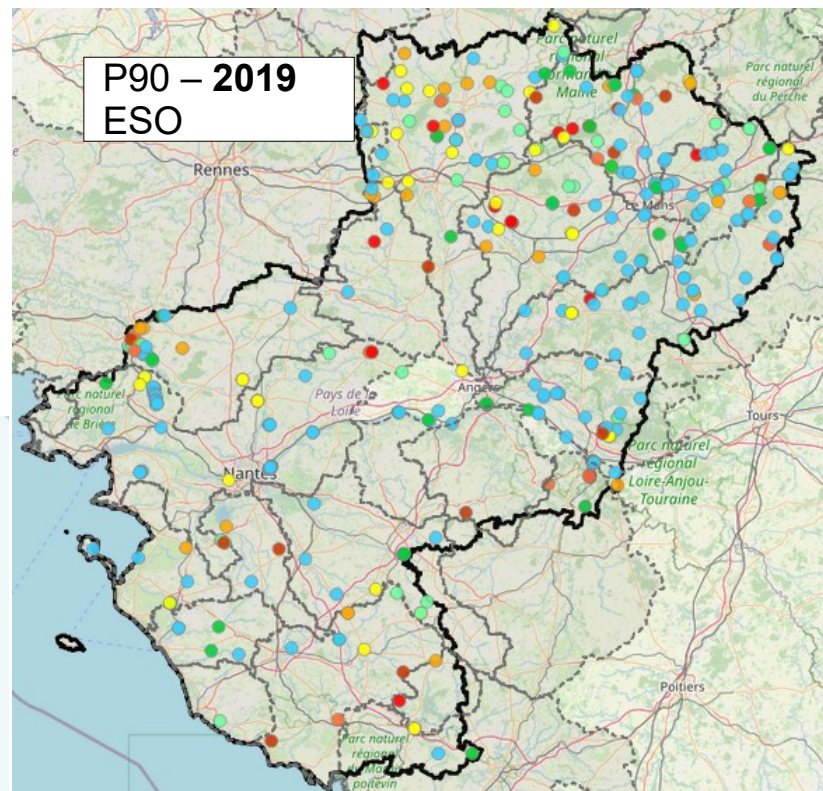 P90 – 2019
ESO
Parc naturel
régional
Normandie-
Maine
Parc naturel
régional
du Perche
Rennes
Le Mans
Parc naturel
régional
de Brière
Pays de la
Loire
Angers
Tours
Nantes
Parc naturel
régional
Loire-Anjou-
Touraine
Poitiers
Parc naturel
régional
du Marais
poitevin